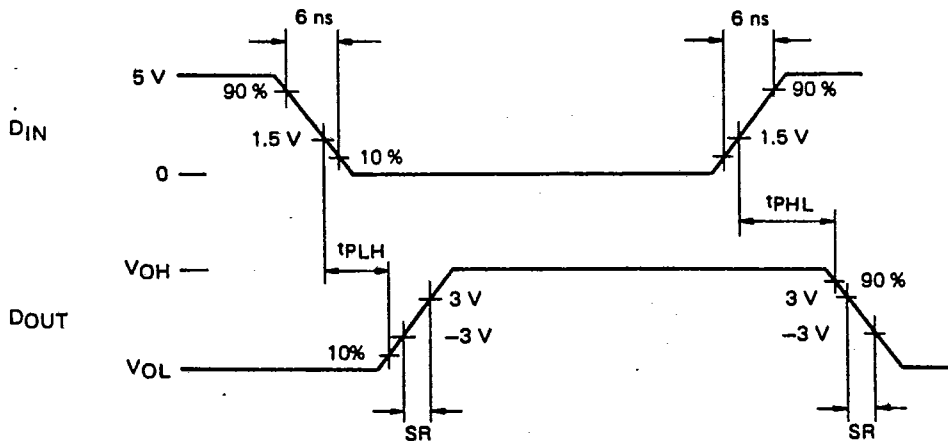 6 ns
6 ns
5 V
90 %
90 %
DIN
1.5 V
1.5 V
10 %
0
tPHL
tPLH
VOH
90 %
3 V
3 V
DOUT
–3 V
–3 V
10%
VOL
SR
SR